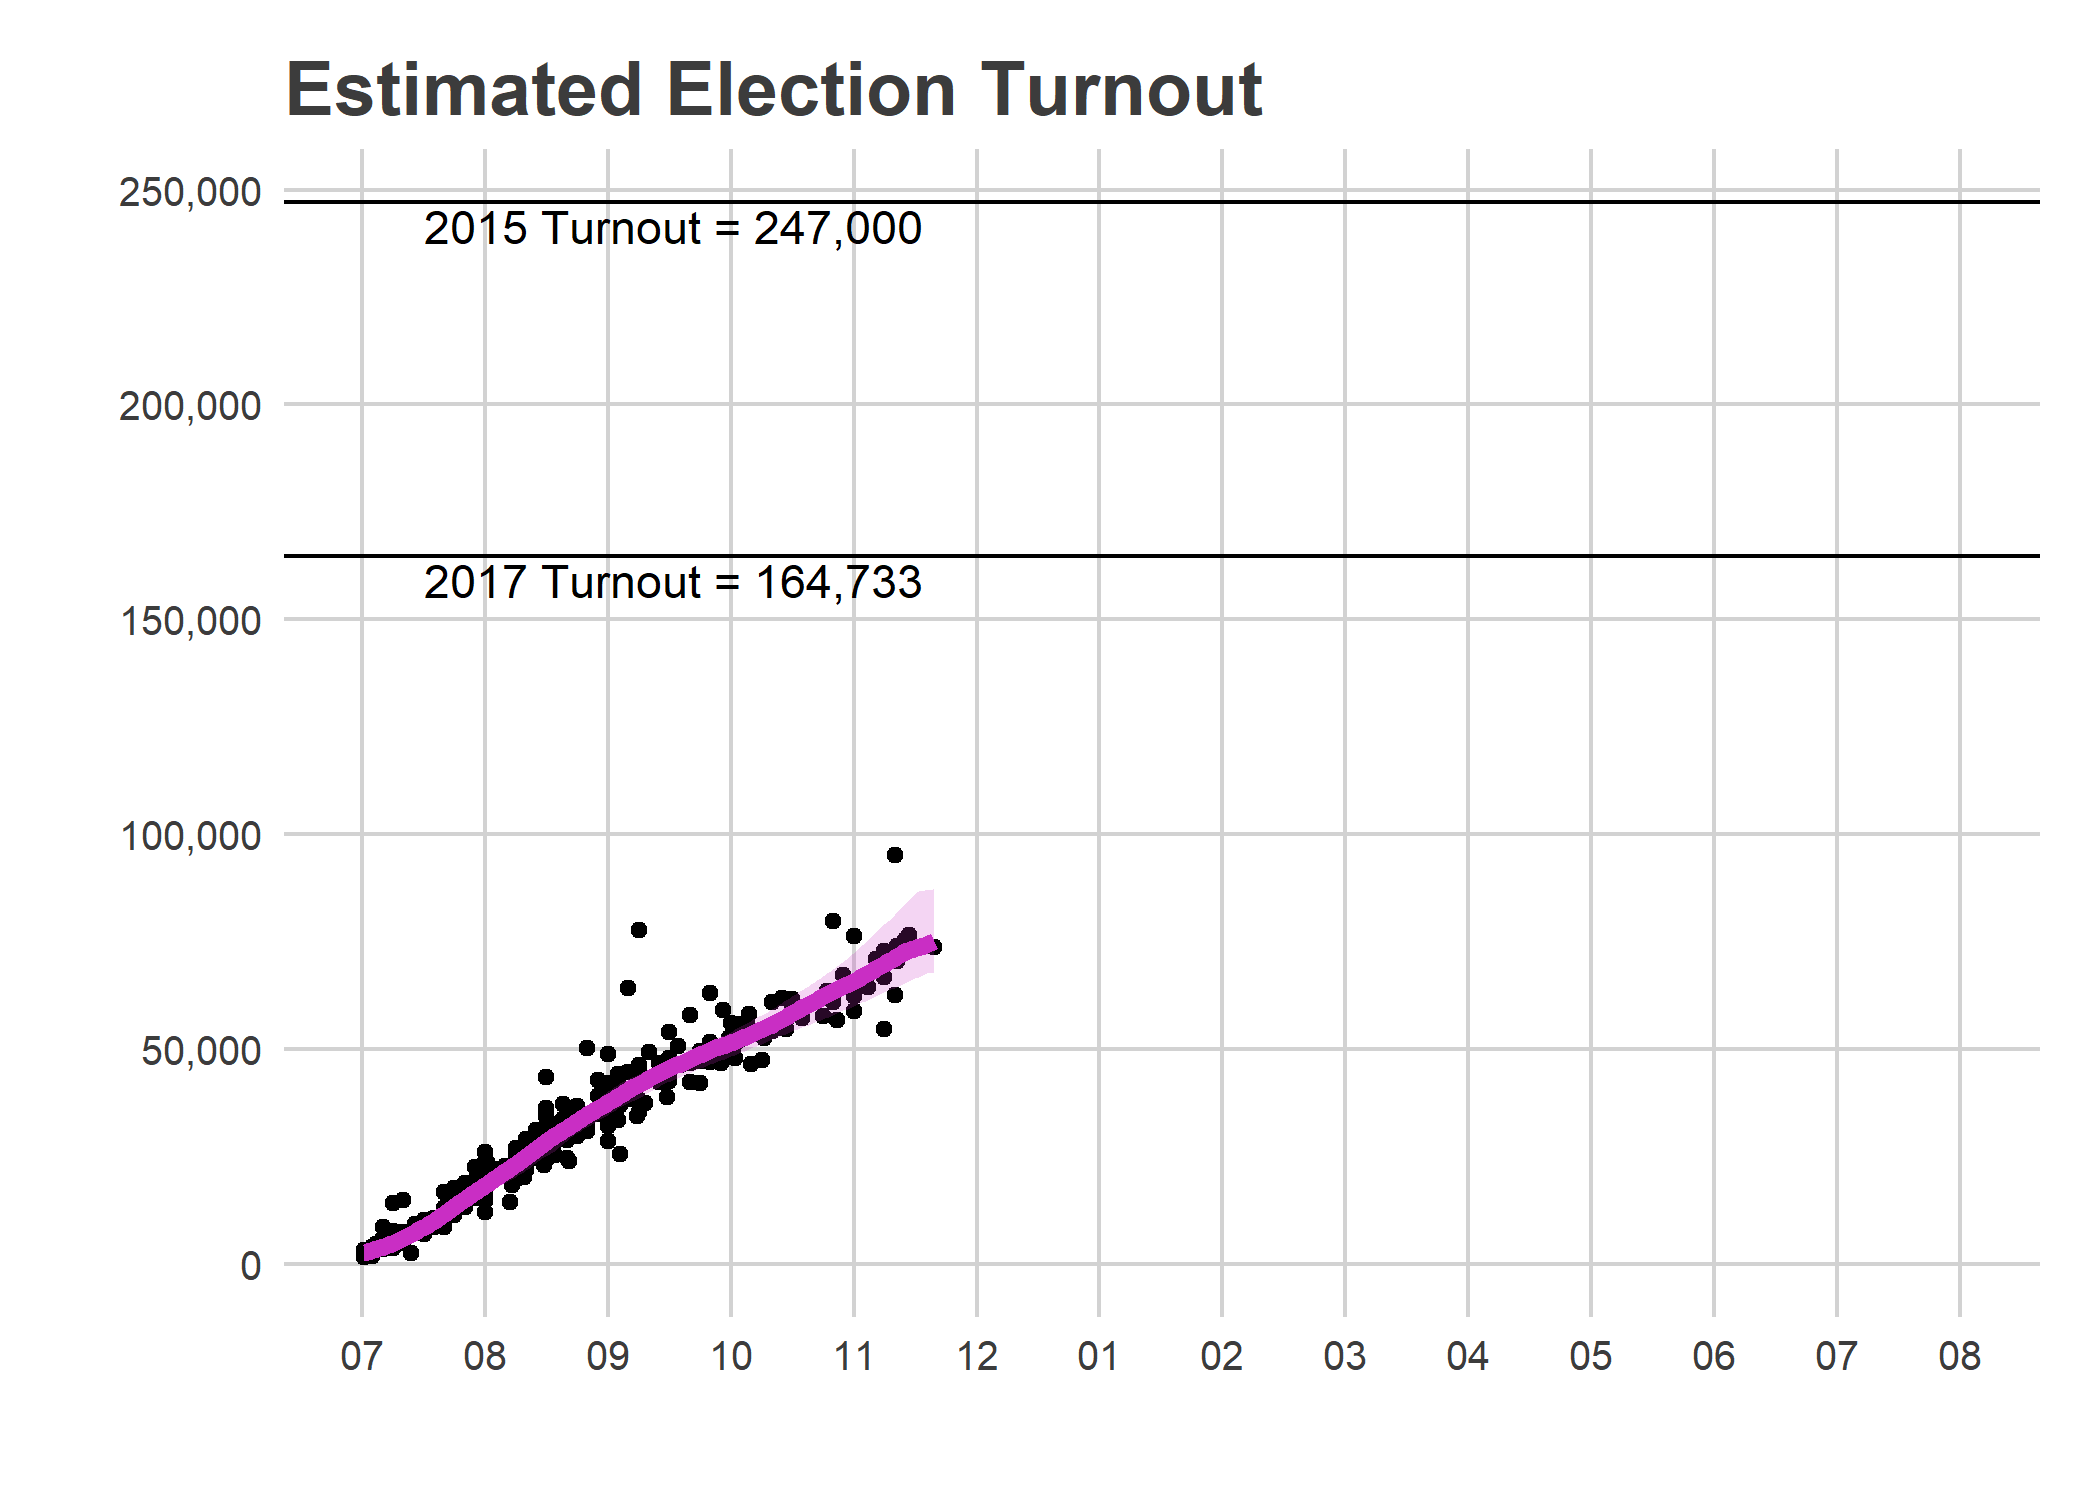 Estimated Election Turnout
250,000
2015 Turnout = 247,000
200,000
2017 Turnout = 164,733
150,000
100,000
50,000
0
07 08 09 10 11 12 01 02 03 04 05 06 07 08